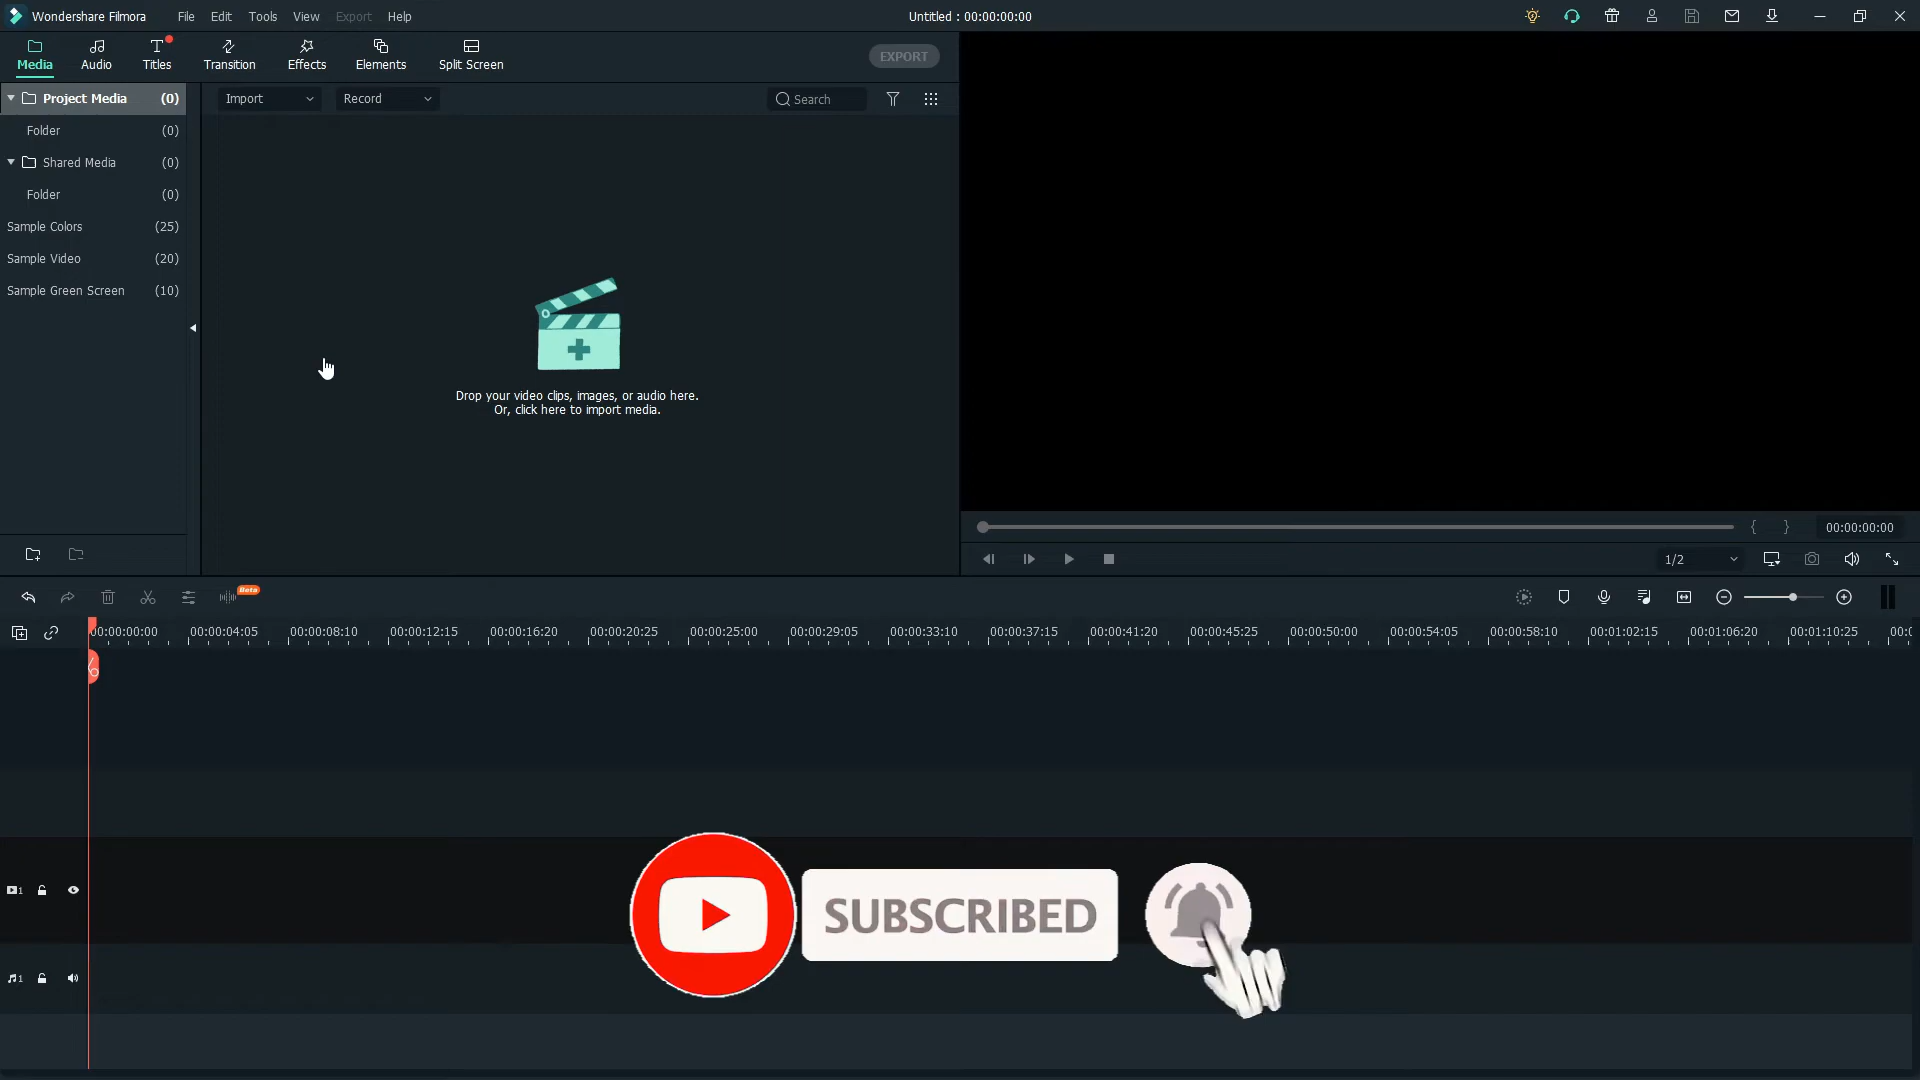 Wondershare Filmora File Edit Tools View Export Help Untitled : 00:00:00:00
Media Audio Titles Transition Effects Elements Split Screen EXPORT
Project Media (0) Import Record Search
Folder (0)
Shared Media (0)
Folder (0)
Sample Colors (25)
Sample Video (20)
Sample Green Screen (10)
Drop your video clips, images, or audio here.
Or, click here to import media.
{ } 00:00:00:00
1/2
Beta
00:00:00:00 00:00:04:05 00:00:08:10 00:00:12:15 00:00:16:20 00:00:20:25 00:00:25:00 00:00:29:05 00:00:33:10 00:00:37:15 00:00:41:20 00:00:45:25 00:00:50:00 00:00:54:05 00:00:58:10 00:01:02:15 00:01:06:20 00:01:10:25
1
SUBSCRIBED
1